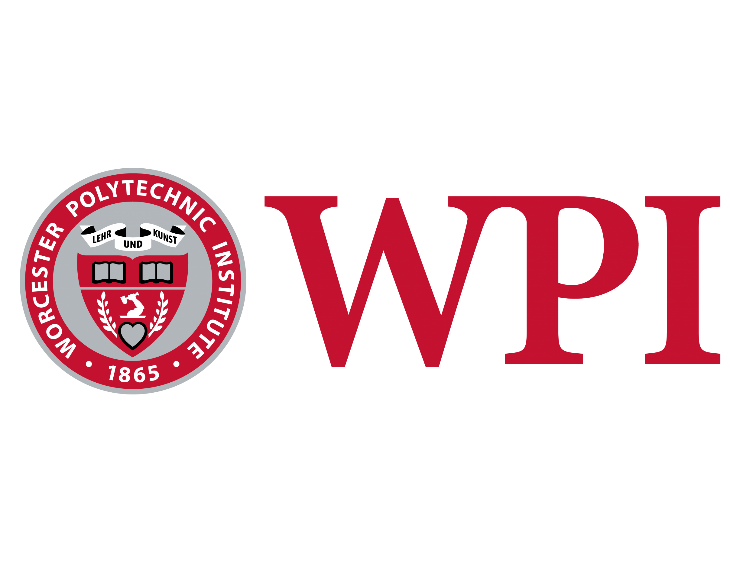 WORCESTER POLYTECHNIC INSTITUTE
LEHR UND KUNST
• 1865 •
WPI